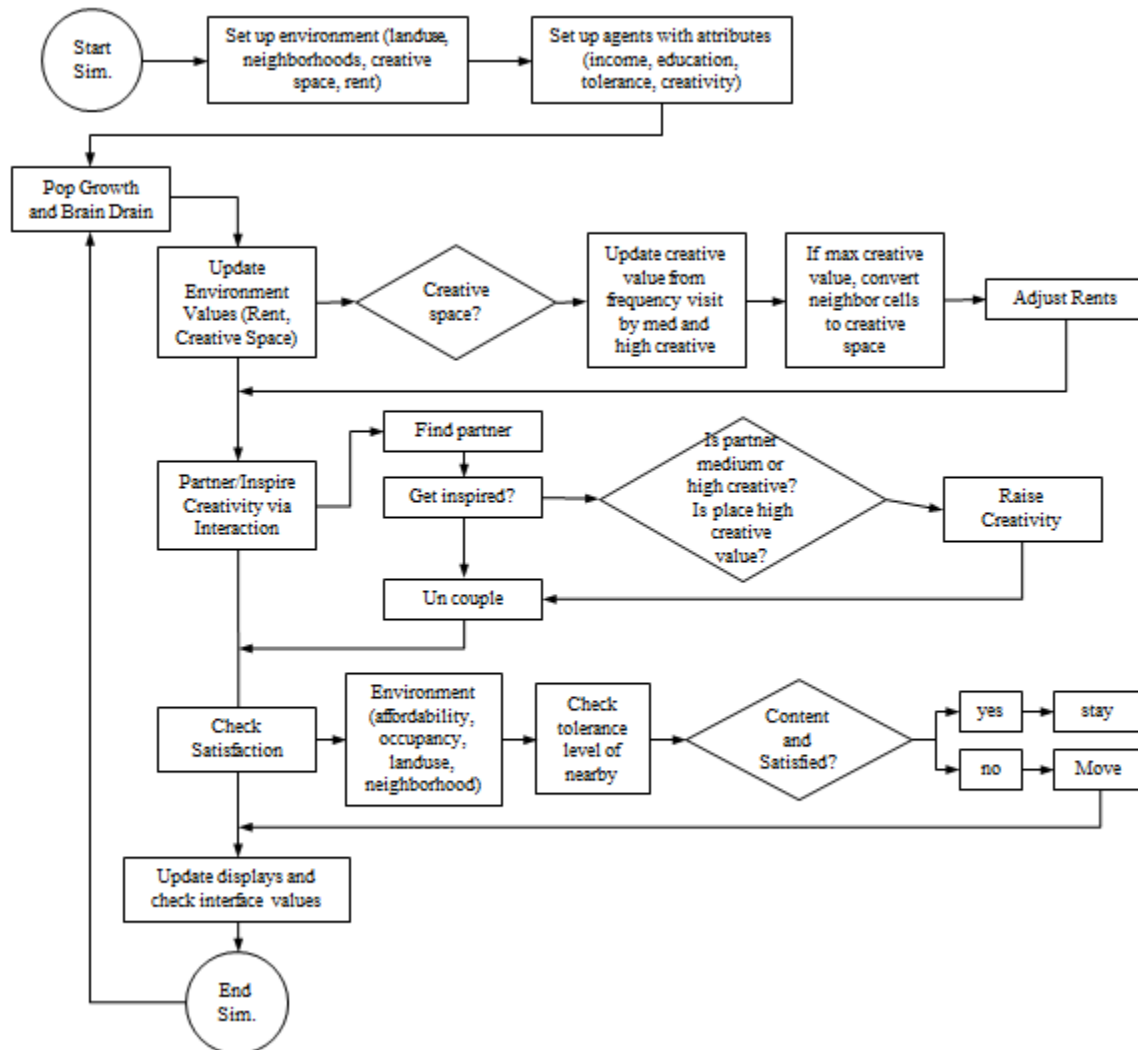 Start
Sim.
Set up environment (landuse,
neighborhoods, creative
space, rent)
Set up agents with attributes
(income, education,
tolerance, creativity)
Pop Growth
and Brain Drain
Update
Environment
Values (Rent,
Creative Space)
Creative
space?
Update creative
value from
frequency visit
by med and
high creative
If max creative
value, convert
neighbor cells
to creative
space
Adjust Rents
Partner/Inspire
Creativity via
Interaction
Find partner
Get inspired?
Is partner
medium or
high creative?
Is place high
creative
value?
Raise
Creativity
Un couple
Check
Satisfaction
Environment
(affordability,
occupancy,
landuse,
neighborhood)
Check
tolerance
level of
nearby
Content
and
Satisfied?
yes
stay
no
Move
Update displays and
check interface values
End
Sim.